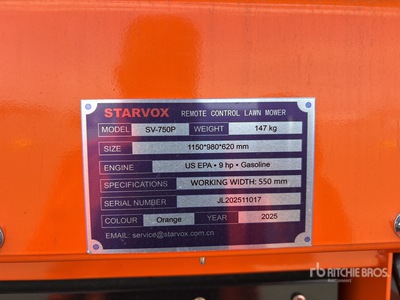 STARVOX REMOTE CONTROL LAWN MOWER
MODEL SV-750P WEIGHT 147 kg
SIZE 1150*980*620 mm
ENGINE US EPA • 9 hp • Gasoline
SPECIFICATIONS WORKING WIDTH: 550 mm
SERIAL NUMBER JL202511017
COLOUR Orange YEAR 2025
EMAIL: service@starvox.com.cn
rb RITCHIE BROS.